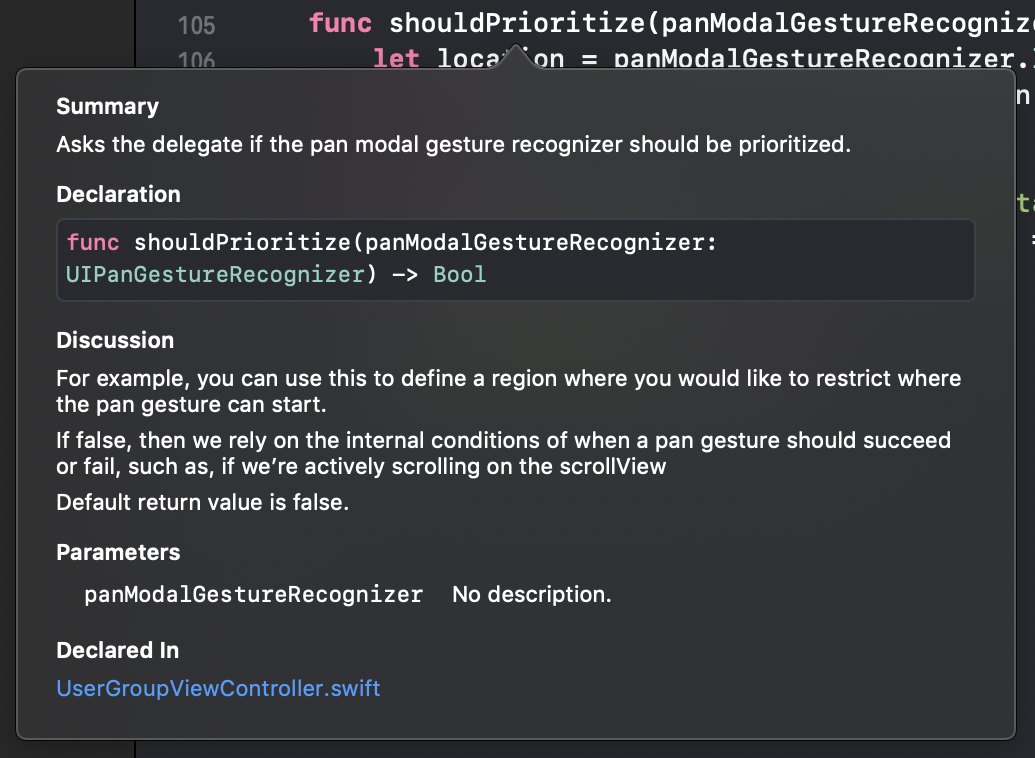 105 func shouldPrioritize(panModalGestureRecognize
106 let location = panModalGestureRecognizer.
Summary
Asks the delegate if the pan modal gesture recognizer should be prioritized.
Declaration
func shouldPrioritize(panModalGestureRecognizer:
UIPanGestureRecognizer) -> Bool
Discussion
For example, you can use this to define a region where you would like to restrict where
the pan gesture can start.
If false, then we rely on the internal conditions of when a pan gesture should succeed
or fail, such as, if we’re actively scrolling on the scrollView
Default return value is false.
Parameters
panModalGestureRecognizer No description.
Declared In
UserGroupViewController.swift